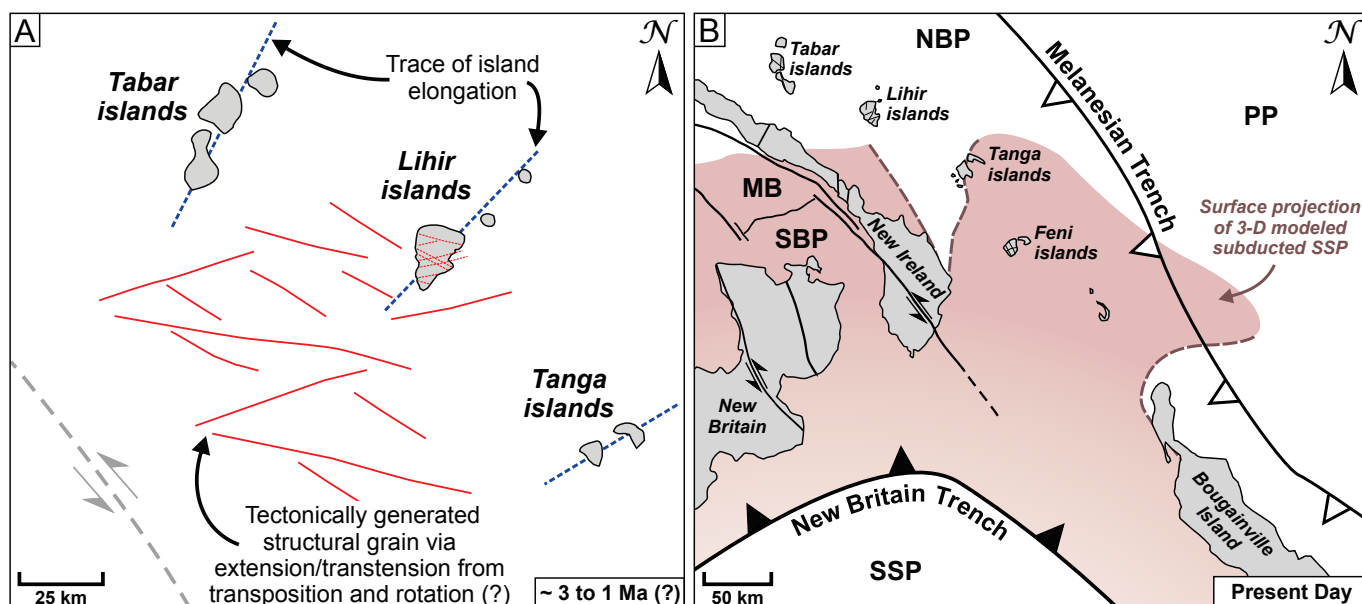 A
N
Tabar
islands
Trace of island
elongation
Lihir
islands
Tanga
islands
Tectonically generated
structural grain via
extension/transtension from
transposition and rotation (?)
25 km
~ 3 to 1 Ma (?)
B
N
Tabar
islands
NBP
Melanesian Trench
Lihir
islands
PP
Tanga
islands
MB
Surface projection
of 3-D modeled
subducted SSP
SBP
New Ireland
Feni
islands
New
Britain
New Britain Trench
Bougainville
Island
SSP
50 km
Present Day